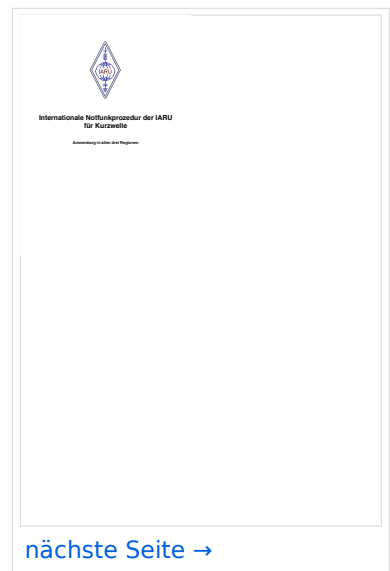 IARU
Internationale Notfunkprozedur der IARU
für Kurzwelle
Anwendung in allen drei Regionen
nächste Seite →